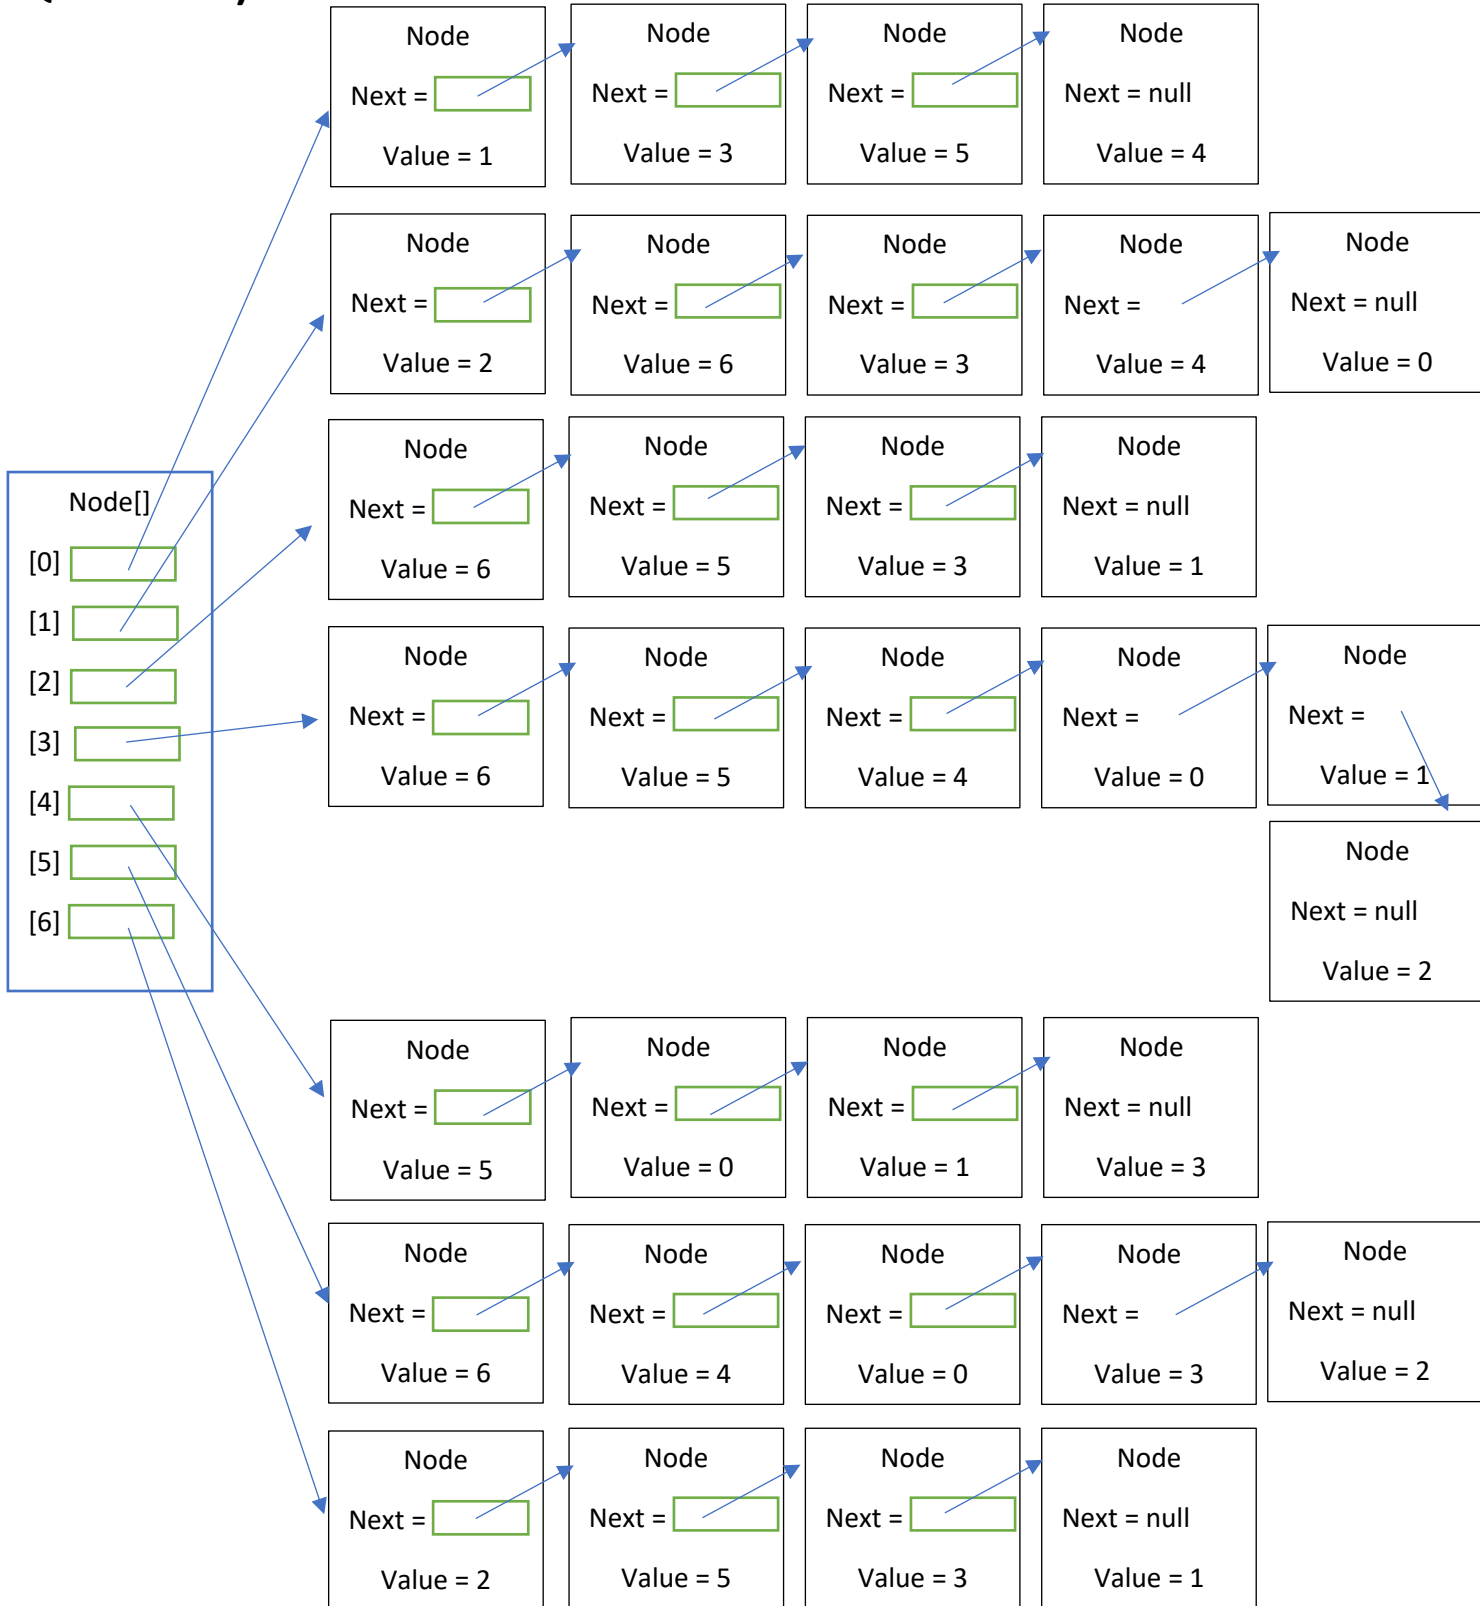 Node Node Node Node
Next = Next = Next = Next = null
Value = 1 Value = 3 Value = 5 Value = 4
Node Node Node Node Node
Next = Next = Next = Next = Next = null
Value = 2 Value = 6 Value = 3 Value = 4 Value = 0
Node Node Node Node
Next = Next = Next = Next = null
Value = 6 Value = 5 Value = 3 Value = 1
Node[]
[0]
[1]
[2]
[3]
[4]
[5]
[6]
Node Node Node Node Node
Next = Next = Next = Next = Next =
Value = 6 Value = 5 Value = 4 Value = 0 Value = 1
Node
Next = null
Value = 2
Node Node Node Node
Next = Next = Next = Next = null
Value = 5 Value = 0 Value = 1 Value = 3
Node Node Node Node Node
Next = Next = Next = Next = Next = null
Value = 6 Value = 4 Value = 0 Value = 3 Value = 2
Node Node Node Node
Next = Next = Next = Next = null
Value = 2 Value = 5 Value = 3 Value = 1